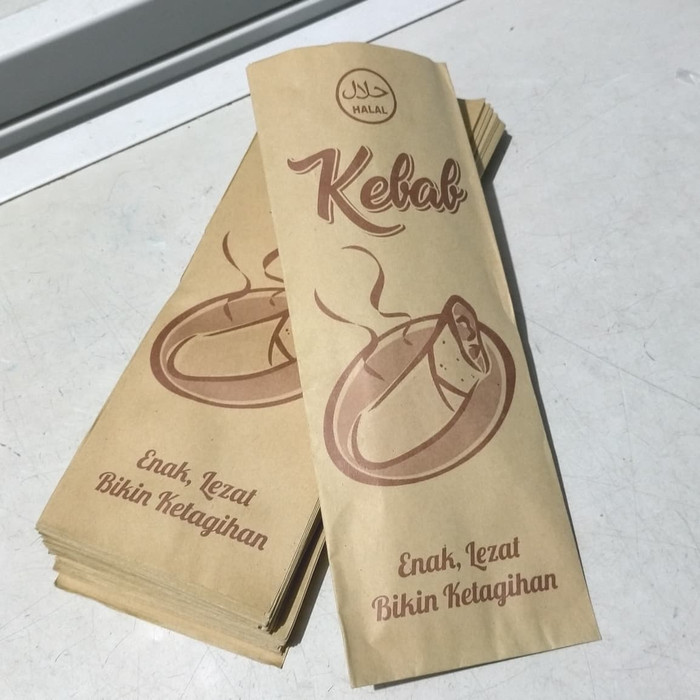 حلال
HALAL
Kebab
Enak, Lezat
Bikin Ketagihan
Enak, Lezat
Bikin Ketagihan